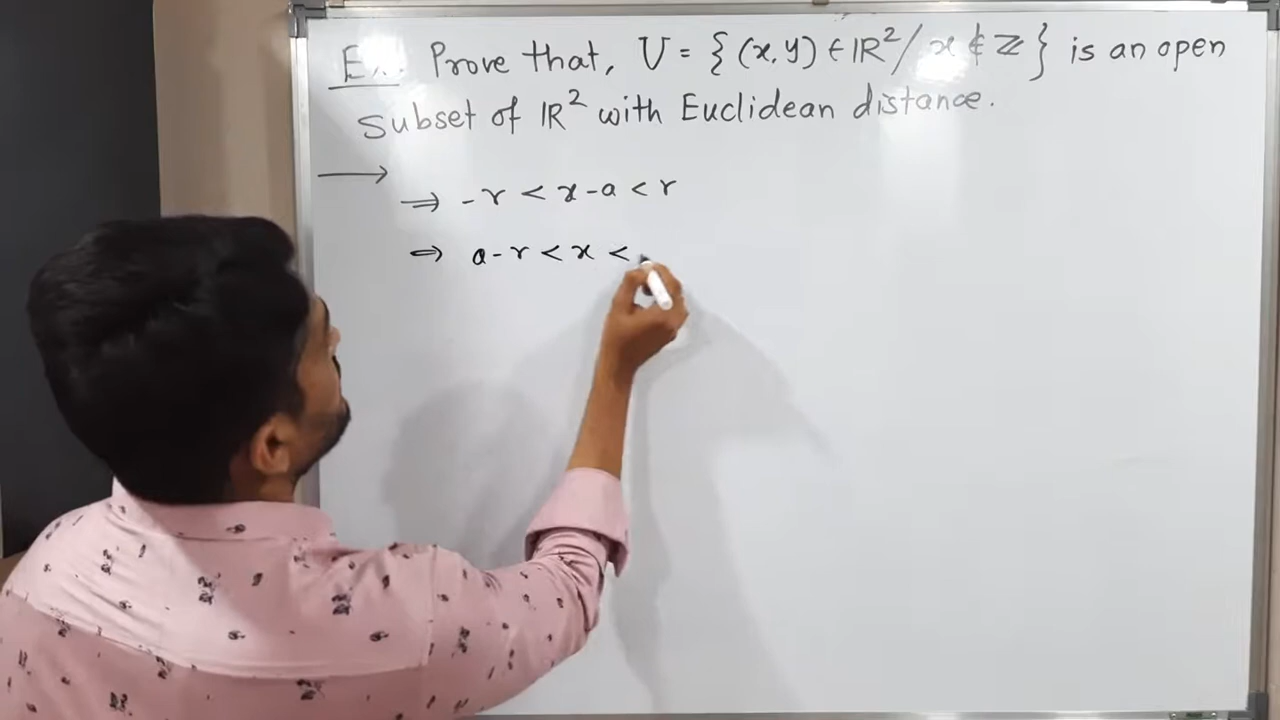 Ex. Prove that, U = { (x, y) ∈ ℝ² / x ∉ ℤ } is an open
Subset of ℝ² with Euclidean distance.
→
⇒ -r < x-a < r
⇒ a-r < x <